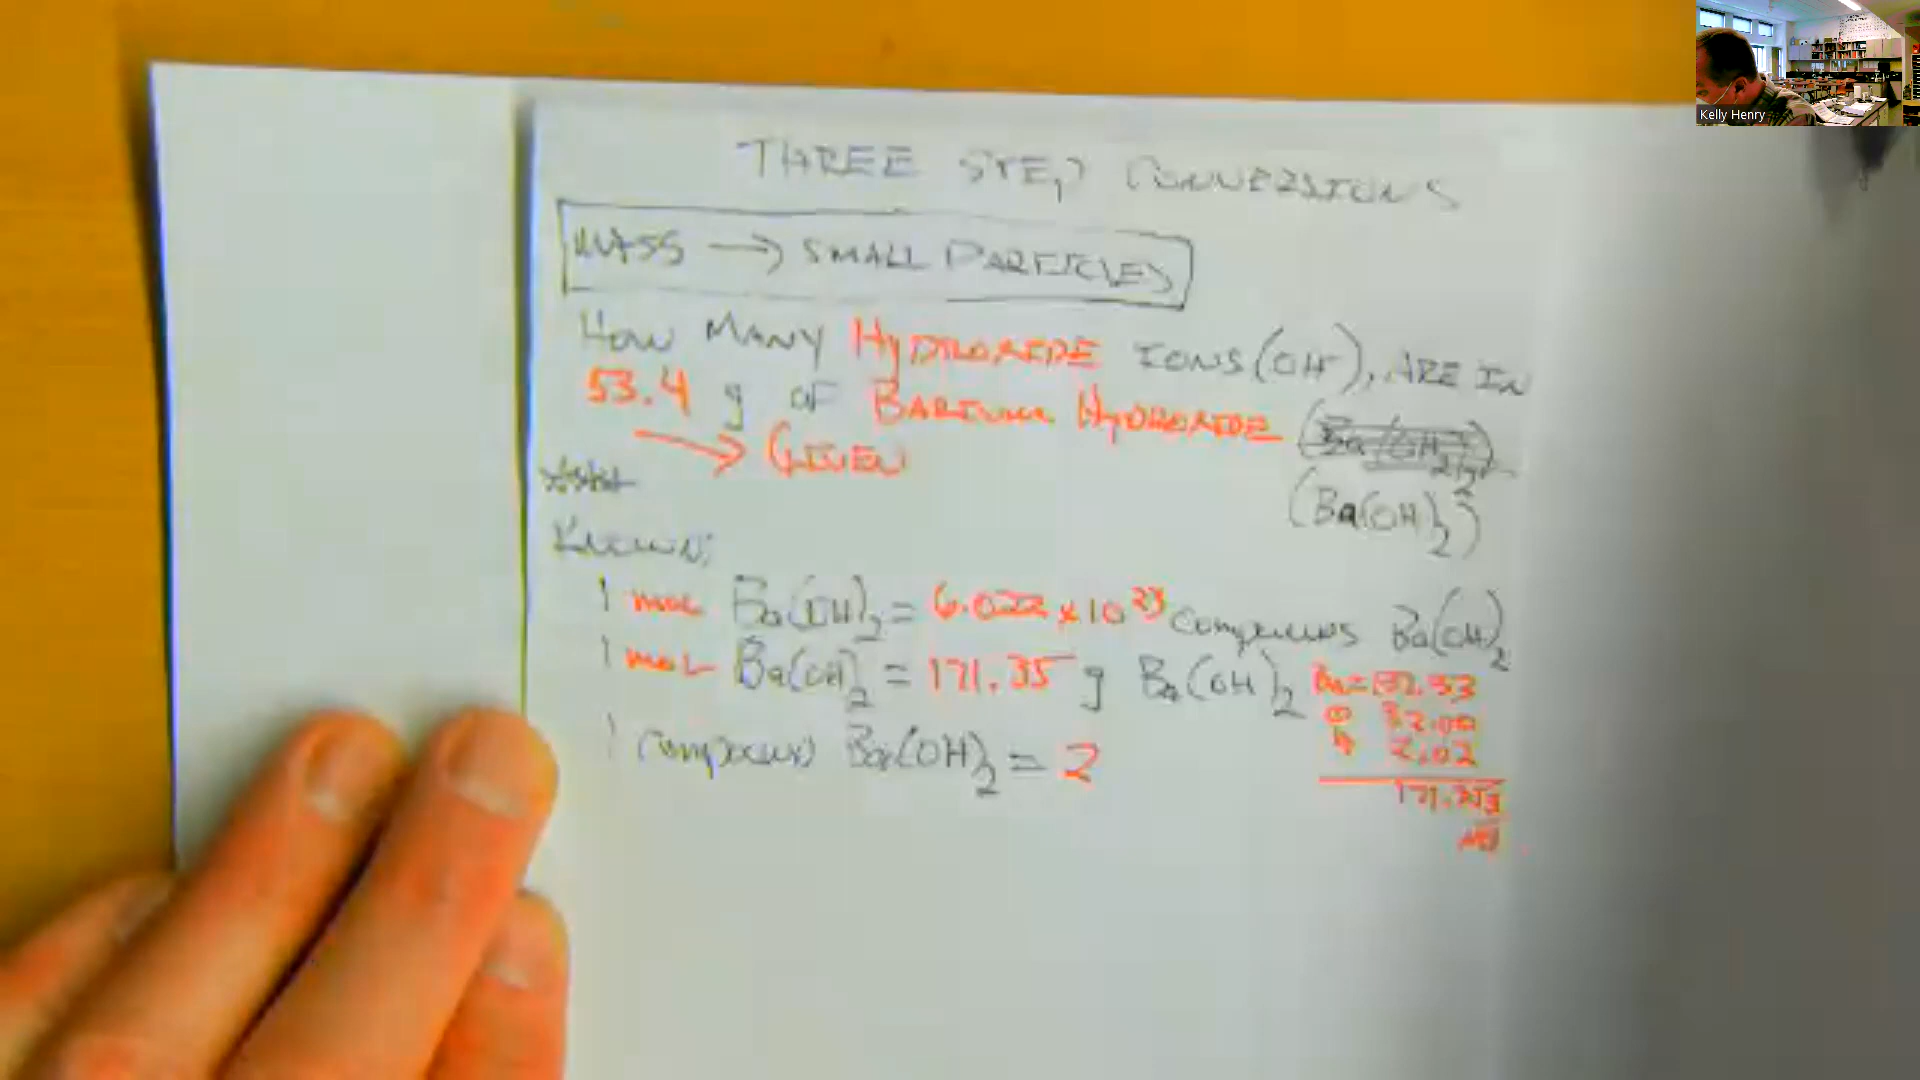 THREE STEP CONVERSIONS
MASS → SMALL PARTICLES
HOW MANY HYDROXIDE IONS (OH⁻), ARE IN
53.4 g OF BARIUM HYDROXIDE
(Ba(OH)₂)
→ GIVEN
KNOWN:
1 mol Ba(OH)₂ = 6.022 x 10²³ compounds Ba(OH)₂
1 mol Ba(OH)₂ = 171.35 g Ba(OH)₂
1 compound Ba(OH)₂ = 2
Ba = 137.33
O 32.00
H 2.02
171.35g
Kelly Henry